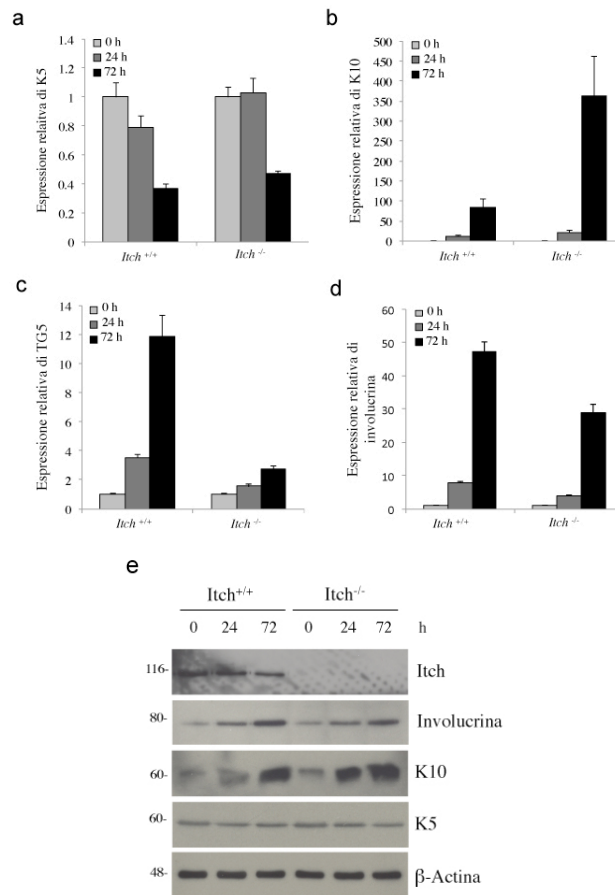 a
Espressione relaitva di K5
1.4
1.2
1
0.8
0.6
0.4
0.2
0
0 h
24 h
72 h
Itch +/+
Itch -/-
b
Espressione relativa di K10
500
450
400
350
300
250
200
150
100
50
0
0 h
24 h
72 h
Itch +/+
Itch -/-
c
Espressione relativa di TG5
14
12
10
8
6
4
2
0
0 h
24 h
72 h
Itch +/+
Itch -/-
d
Espressione relativa di
involucrina
60
50
40
30
20
10
0
0 h
24 h
72 h
Itch +/+
Itch -/-
e
Itch+/+ Itch-/-
0 24 72 0 24 72 h
116- Itch
80- Involucrina
60- K10
60- K5
48- β-Actina